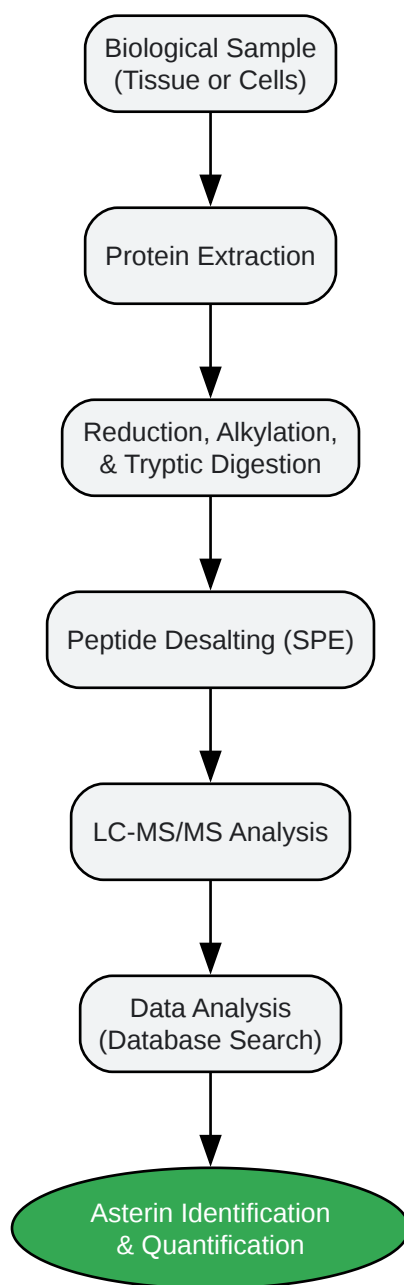 Biological Sample
(Tissue or Cells)
Protein Extraction
Reduction, Alkylation,
& Tryptic Digestion
Peptide Desalting (SPE)
LC-MS/MS Analysis
Data Analysis
(Database Search)
Asterin Identification
& Quantification